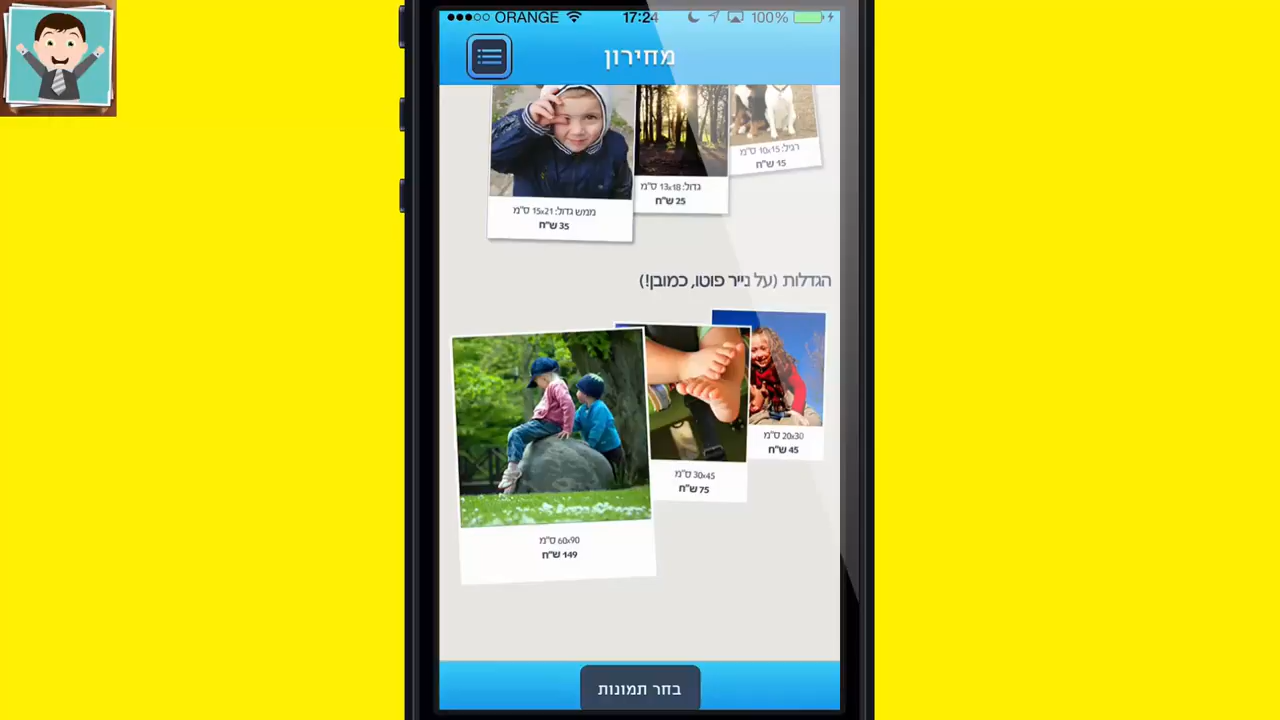 ORANGE 17:24 100%
מחירון
רגיל: 10x15 ס"מ
15 ש"ח
גדול: 13x18 ס"מ
25 ש"ח
ממש גדול: 15x21 ס"מ
35 ש"ח
הגדלות (על נייר פוטו, כמובן!)
20x30 ס"מ
45 ש"ח
30x45 ס"מ
75 ש"ח
60x90 ס"מ
149 ש"ח
בחר תמונות